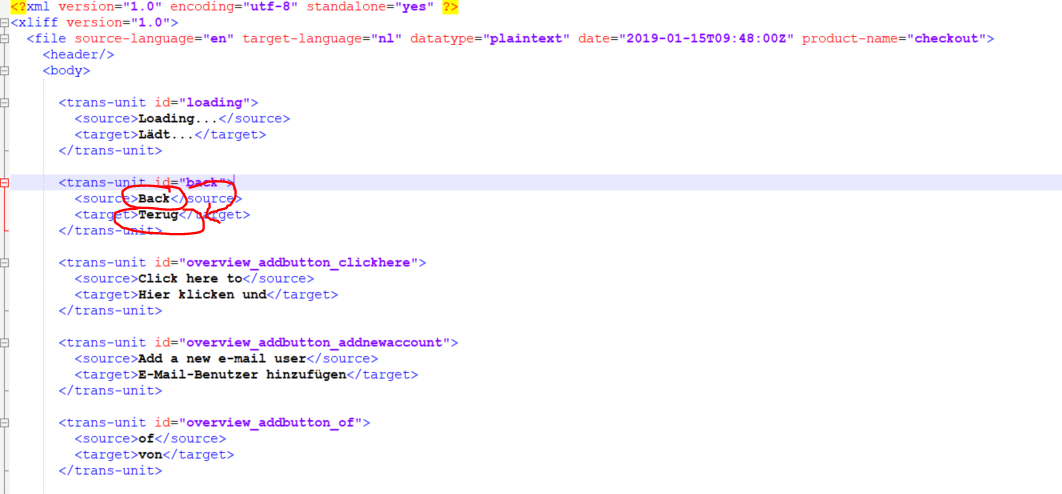 <?xml version="1.0" encoding="utf-8" standalone="yes" ?>
<xliff version="1.0">
<file source-language="en" target-language="nl" datatype="plaintext" date="2019-01-15T09:48:00Z" product-name="checkout">
<header/>
<body>
<trans-unit id="loading">
<source>Loading...</source>
<target>Lädt...</target>
</trans-unit>
<trans-unit id="back">
<source>Back</source>
<target>Terug</target>
</trans-unit>
<trans-unit id="overview_addbutton_clickhere">
<source>Click here to</source>
<target>Hier klicken und</target>
</trans-unit>
<trans-unit id="overview_addbutton_addnewaccount">
<source>Add a new e-mail user</source>
<target>E-Mail-Benutzer hinzufügen</target>
</trans-unit>
<trans-unit id="overview_addbutton_of">
<source>of</source>
<target>von</target>
</trans-unit>